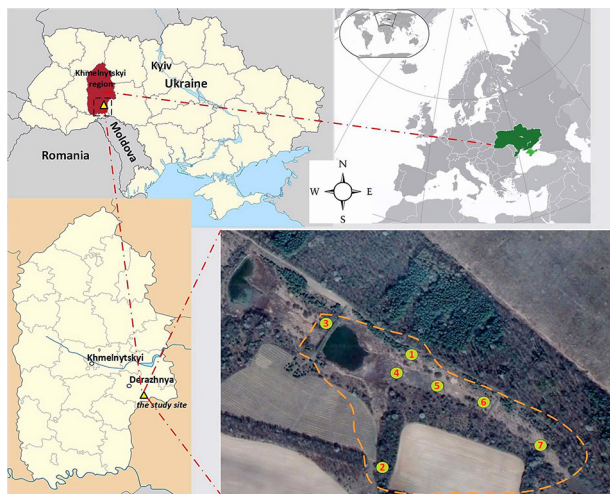 Kyiv
Khmelnytskyi
region
Ukraine
Moldova
Romania
N
W E
S
Khmelnytskyi
Derazhnya
the study site
3
1
4
5
6
7
2